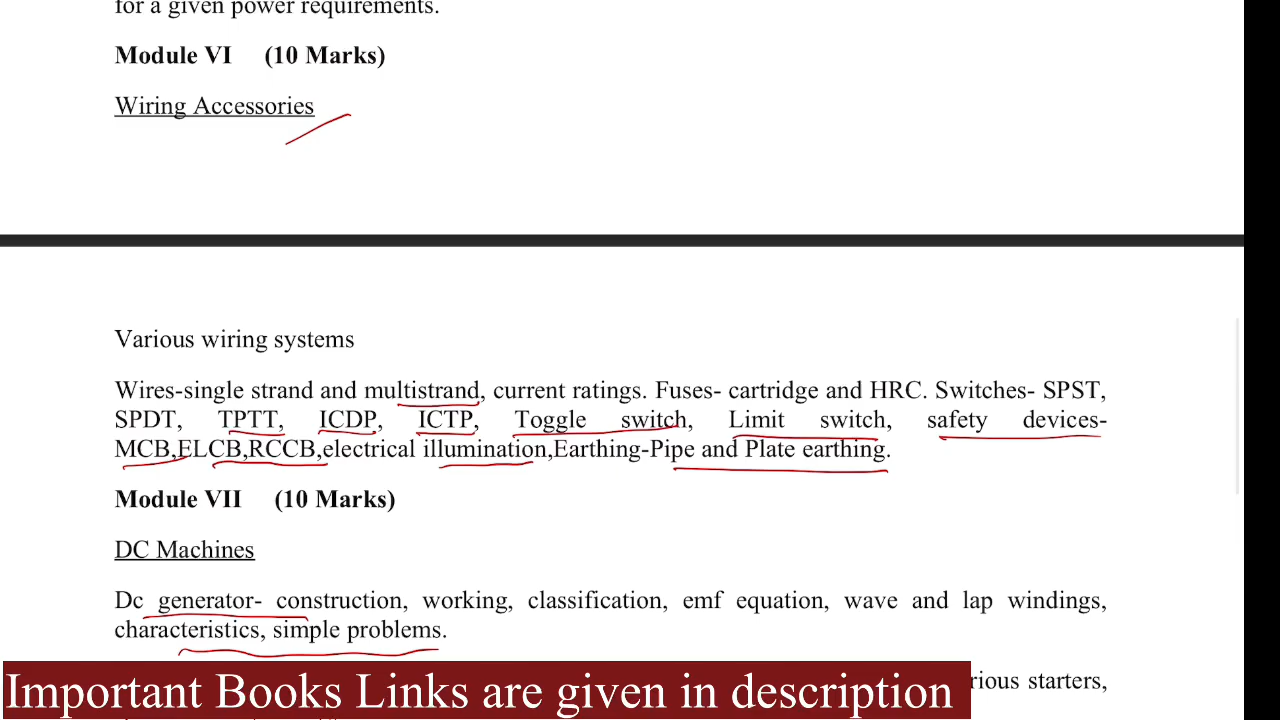 for a given power requirements.
Module VI (10 Marks)
Wiring Accessories
Various wiring systems
Wires-single strand and multistrand, current ratings. Fuses- cartridge and HRC. Switches- SPST,
SPDT, TPTT, ICDP, ICTP, Toggle switch, Limit switch, safety devices-
MCB,ELCB,RCCB,electrical illumination,Earthing-Pipe and Plate earthing.
Module VII (10 Marks)
DC Machines
Dc generator- construction, working, classification, emf equation, wave and lap windings,
characteristics, simple problems.
Important Books Links are given in description
starters,